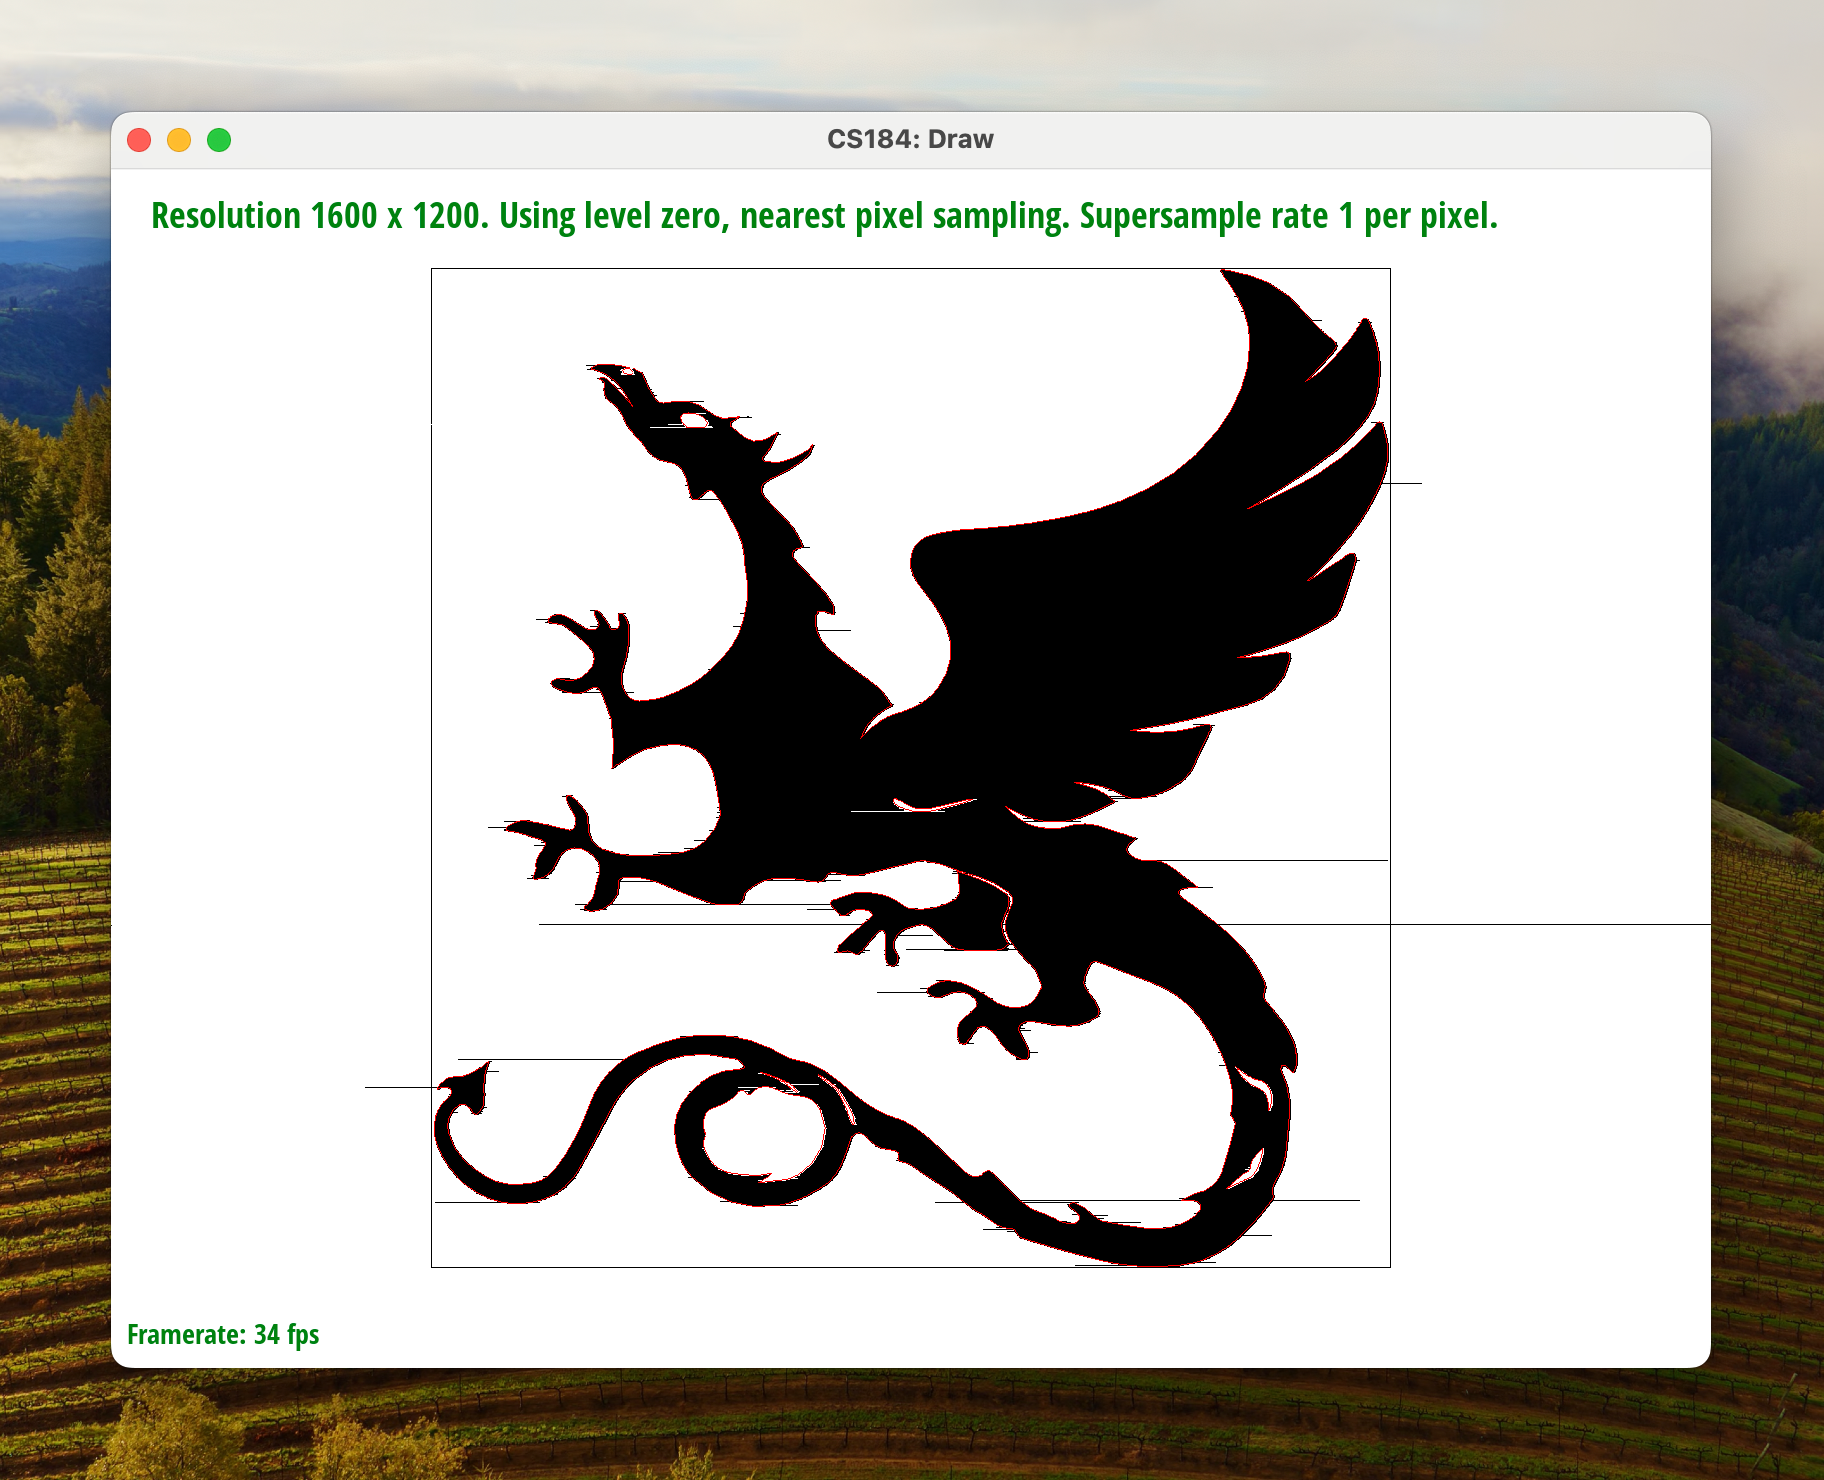 CS184: Draw
Resolution 1600 x 1200. Using level zero, nearest pixel sampling. Supersample rate 1 per pixel.
Framerate: 34 fps